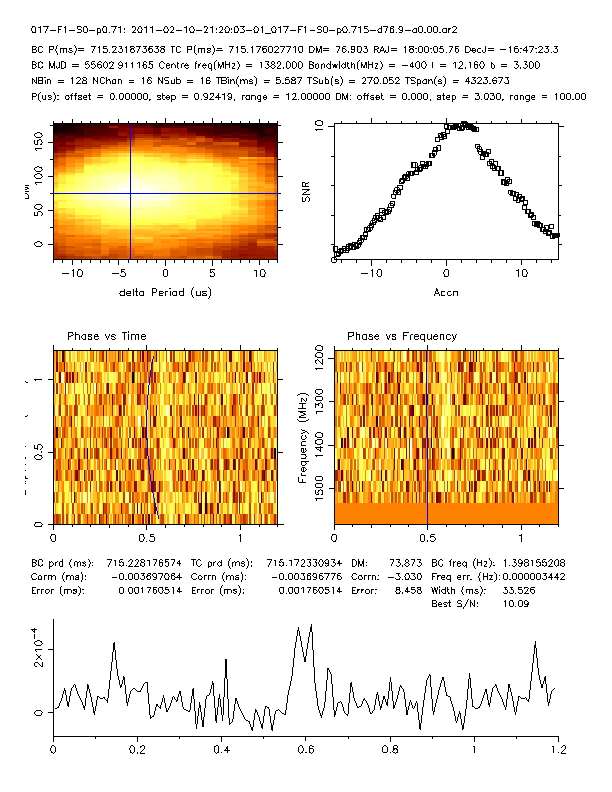 017-F1-S0-p0.71: 2011-02-10-21:20:03-01_017-F1-S0-p0.715-d76.9-a0.00.ar2
BC P(ms)= 715.231873638 TC P(ms)= 715.176027710 DM= 76.903 RAJ= 18:00:05.76 DecJ= -16:47:23.3
BC MJD = 55602.911165 Centre freq(MHz) = 1382.000 Bandwidth(MHz) = -400 l = 12.160 b = 3.300
NBin = 128 NChan = 16 NSub = 16 TBin(ms) = 5.587 TSub(s) = 270.052 TSpan(s) = 4323.673
P(us): offset = 0.00000, step = 0.92419, range = 12.00000 DM: offset = 0.000, step = 3.030, range = 100.00
150
100
50
0
DM
-10 -5 0 5 10
delta Period (us)
10
SNR
-10 0 10
Accn
Phase vs Time
1
0.5
0
0 0.5 1
Phase vs Frequency
1200
1300
1400
1500
Frequency (MHz)
0 0.5 1
BC prd (ms): 715.228176574 TC prd (ms): 715.172330934 DM: 73.873 BC freq (Hz): 1.398155208
Corrn (ms): -0.003697064 Corrn (ms): -0.003696776 Corrn: -3.030 Freq err. (Hz): 0.000003442
Error (ms): 0.001760514 Error (ms): 0.001760514 Error: 8.458 Width (ms): 33.526
Best S/N: 10.09
2×10⁻⁴
0
0 0.2 0.4 0.6 0.8 1 1.2